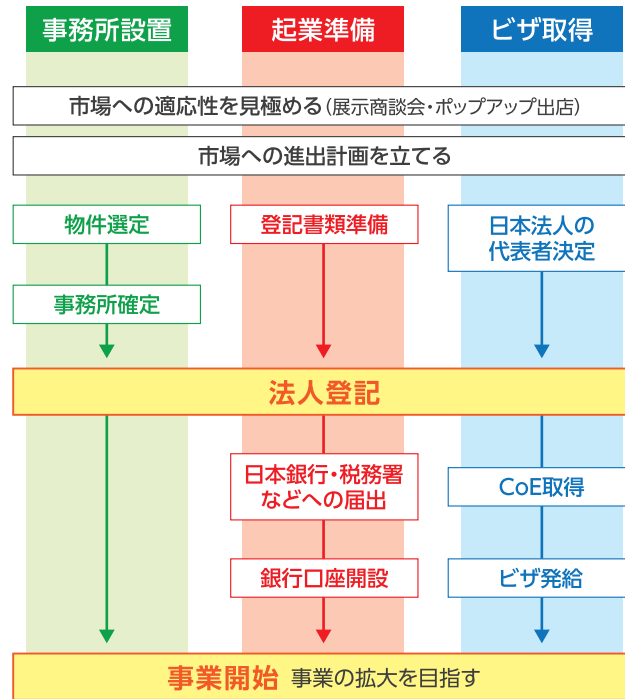 事務所設置
起業準備
ビザ取得
市場への適応性を見極める（展示商談会・ポップアップ出店）
市場への進出計画を立てる
物件選定
事務所確定
登記書類準備
日本法人の
代表者決定
法人登記
日本銀行・税務署
などへの届出
銀行口座開設
CoE取得
ビザ発給
事業開始 事業の拡大を目指す